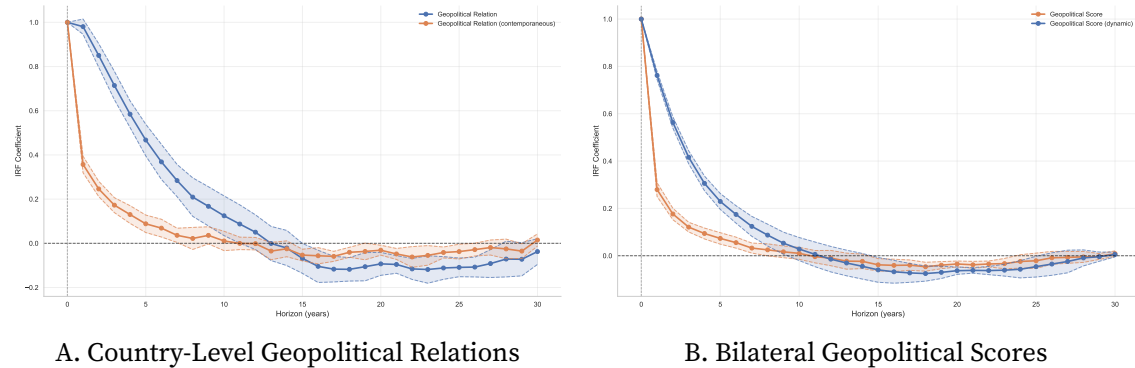 Geopolitical Relation
Geopolitical Relation (contemporaneous)
1.0
0.8
0.6
0.4
0.2
0.0
−0.2
IRF Coefficient
0
5
10
15
20
25
30
Horizon (years)
A. Country-Level Geopolitical Relations
Geopolitical Score
Geopolitical Score (dynamic)
1.0
0.8
0.6
0.4
0.2
0.0
IRF Coefficient
0
5
10
15
20
25
30
Horizon (years)
B. Bilateral Geopolitical Scores